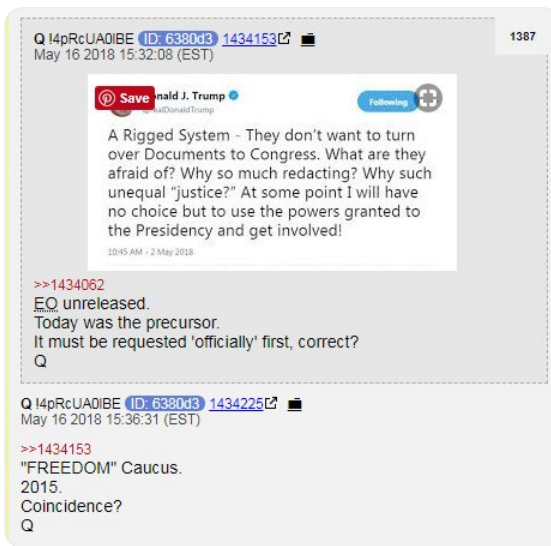 Q !4pRcUA0lBE ID: 6380d3 1434153
1387
May 16 2018 15:32:08 (EST)
Save
nald J. Trump
Following
ealDonaldTrump
A Rigged System - They don't want to turn
over Documents to Congress. What are they
afraid of? Why so much redacting? Why such
unequal "justice?" At some point I will have
no choice but to use the powers granted to
the Presidency and get involved!
10:45 AM - 2 May 2018
>>1434062
EO unreleased.
Today was the precursor.
It must be requested 'officially' first, correct?
Q
Q !4pRcUA0lBE ID: 6380d3 1434225
May 16 2018 15:36:31 (EST)
>>1434153
"FREEDOM" Caucus.
2015.
Coincidence?
Q